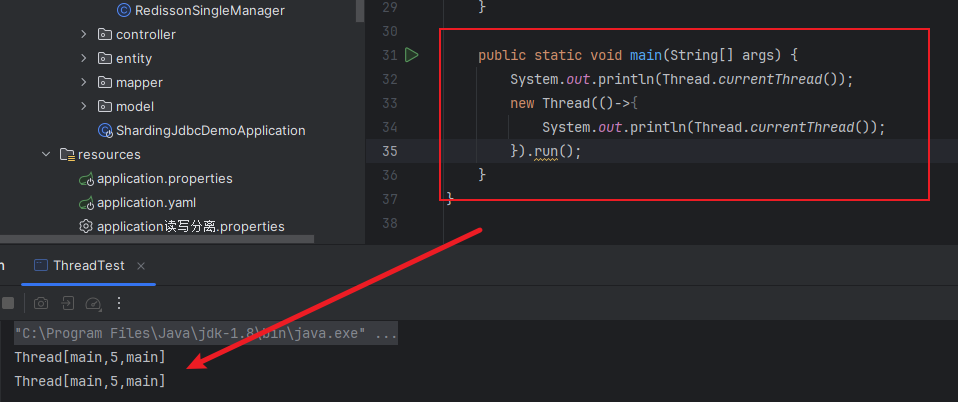 RedissonSingleManager
controller
entity
mapper
model
ShardingJdbcDemoApplication
resources
application.properties
application.yaml
application读写分离.properties
29 }
30
31 public static void main(String[] args) {
32 System.out.println(Thread.currentThread());
33 new Thread(()->{
34 System.out.println(Thread.currentThread());
35 }).run();
36 }
37 }
38
n ThreadTest ×
"C:\Program Files\Java\jdk-1.8\bin\java.exe" ...
Thread[main,5,main]
Thread[main,5,main]